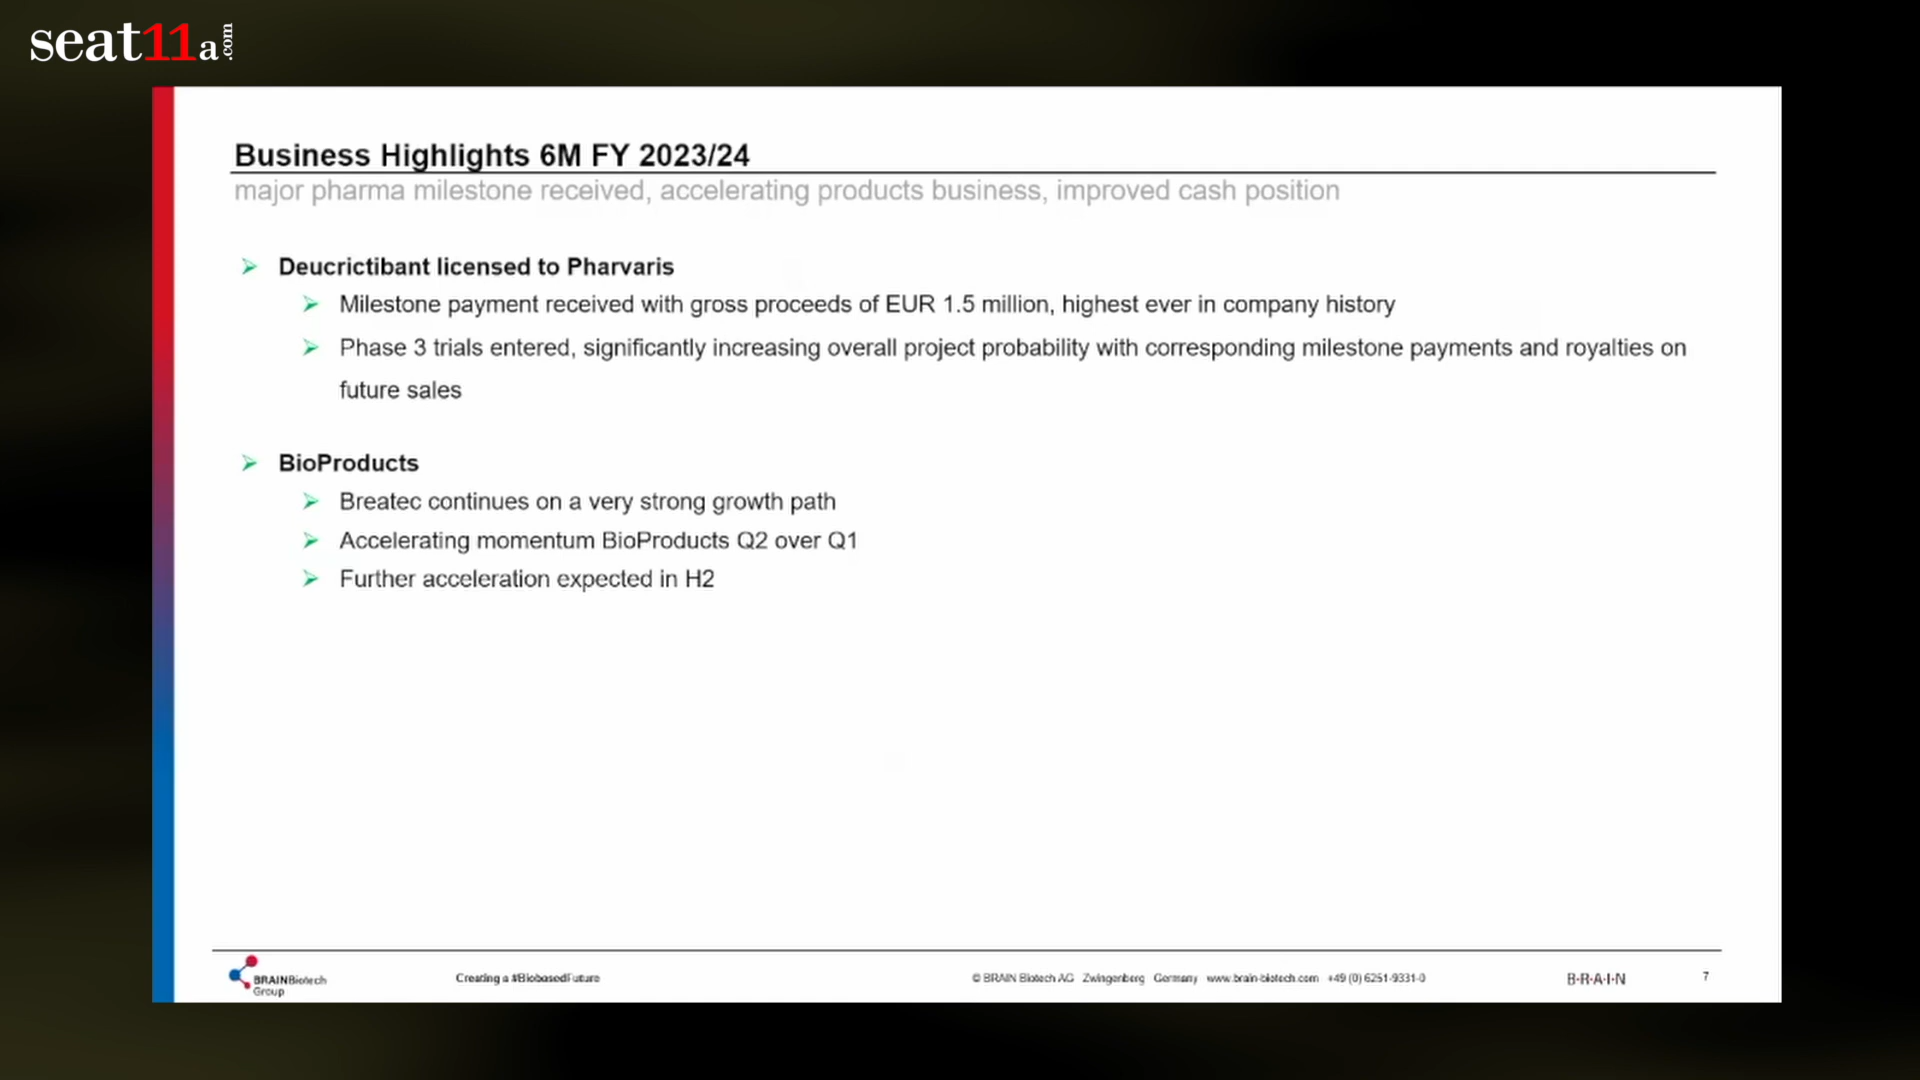 seat11a.com
Business Highlights 6M FY 2023/24
major pharma milestone received, accelerating products business, improved cash position
Deucrictibant licensed to Pharvaris
Milestone payment received with gross proceeds of EUR 1.5 million, highest ever in company history
Phase 3 trials entered, significantly increasing overall project probability with corresponding milestone payments and royalties on
future sales
BioProducts
Breatec continues on a very strong growth path
Accelerating momentum BioProducts Q2 over Q1
Further acceleration expected in H2
BRAINBiotech
Group
Creating a #BiobasedFuture
© BRAIN Biotech AG Zwingenberg Germany www.brain-biotech.com +49 (0) 6251-9331-0
B·R·A·I·N
7